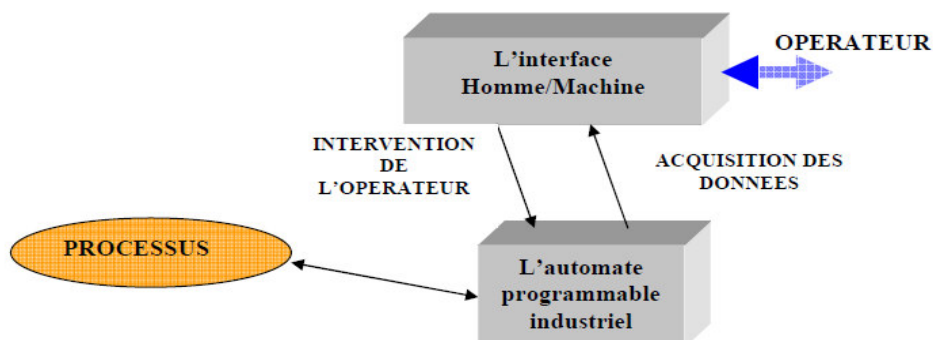 OPERATEUR
L'interface
Homme/Machine
INTERVENTION
DE
L'OPERATEUR
ACQUISITION DES
DONNEES
PROCESSUS
L'automate
programmable
industriel